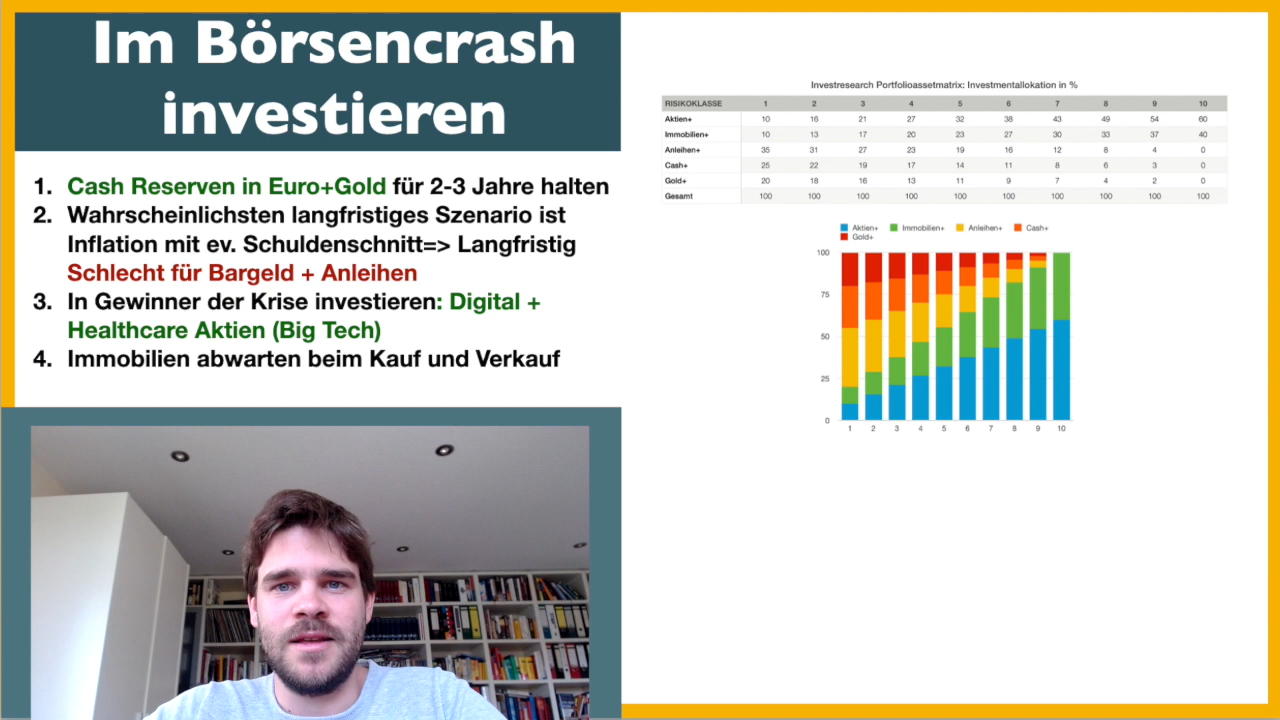 Im Börsencrash
investieren
1. Cash Reserven in Euro+Gold für 2-3 Jahre halten
2. Wahrscheinlichsten langfristiges Szenario ist
Inflation mit ev. Schuldenschnitt=> Langfristig
Schlecht für Bargeld + Anleihen
3. In Gewinner der Krise investieren: Digital +
Healthcare Aktien (Big Tech)
4. Immobilien abwarten beim Kauf und Verkauf
Investresearch Portfolioassetmatrix: Investmentallokation in %
RISIKOKLASSE 1 2 3 4 5 6 7 8 9 10
Aktien+ 10 16 21 27 32 38 43 49 54 60
Immobilien+ 10 13 17 20 23 27 30 33 37 40
Anleihen+ 35 31 27 23 19 16 12 8 4 0
Cash+ 25 22 19 17 14 11 8 6 3 0
Gold+ 20 18 16 13 11 9 7 4 2 0
Gesamt 100 100 100 100 100 100 100 100 100 100
Aktien+ Immobilien+ Anleihen+ Cash+
Gold+
100
75
50
25
0
1 2 3 4 5 6 7 8 9 10